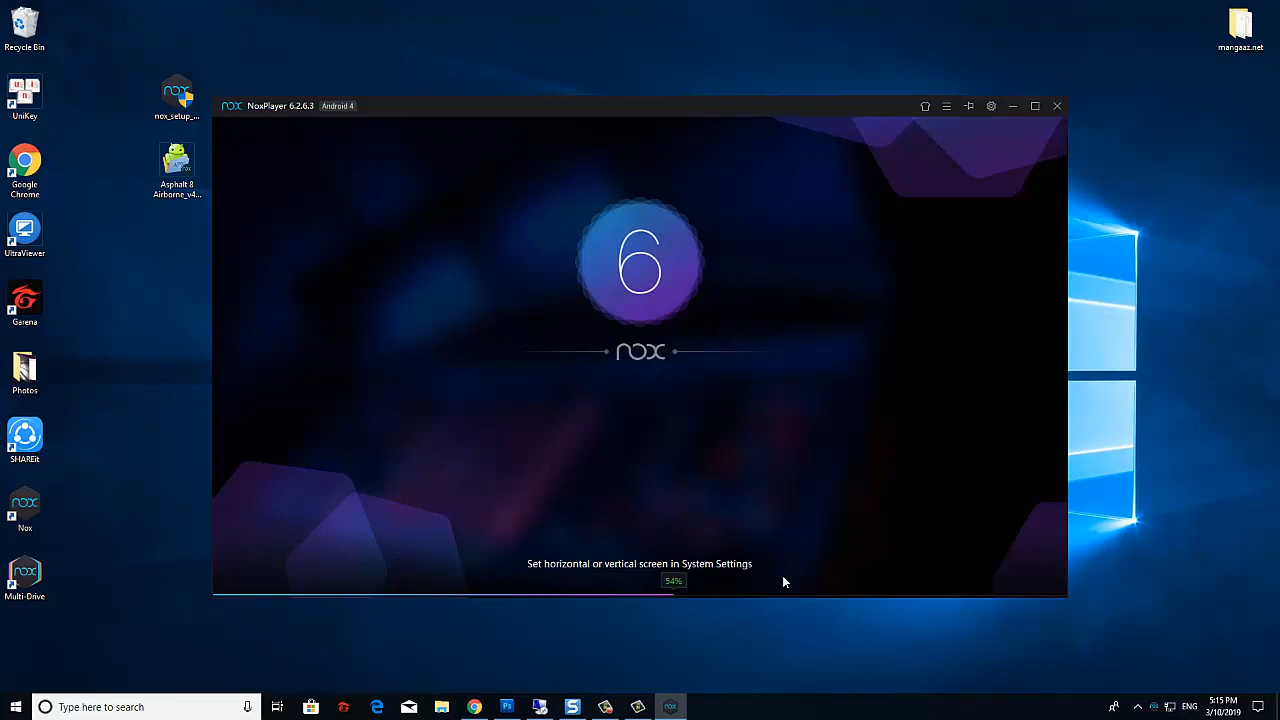 Recycle Bin
mangaaz.net
UniKey
nox_setup_...
nox
NoxPlayer 6.2.6.3
Android 4
Google
Chrome
Asphalt 8
Airborne_v4...
6
nox
UltraViewer
Garena
Photos
SHAREit
Nox
Multi-Drive
Set horizontal or vertical screen in System Settings
54%
Type here to search
Ps
S
ENG
5:15 PM
3/10/2019